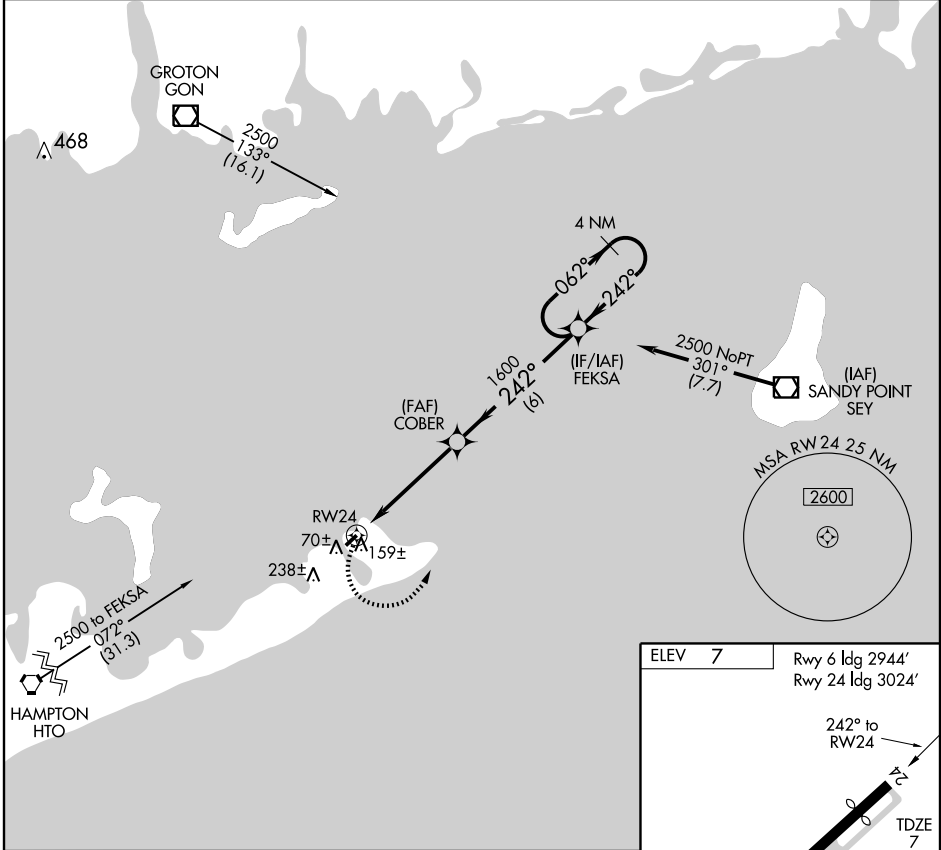 GROTON
GON
468
2500
133°
(16.1)
4 NM
062°
242°
(IF/IAF)
FEKSA
2500 NoPT
301°
(7.7)
(IAF)
SANDY POINT
SEY
1600
242°
(6)
(FAF)
COBER
MSA RW 24 25 NM
2600
RW24
70±
159±
238±
2500 to FEKSA
072°
(31.3)
HAMPTON
HTO
ELEV 7
Rwy 6 ldg 2944'
Rwy 24 ldg 3024'
242° to
RW24
24
TDZE
7